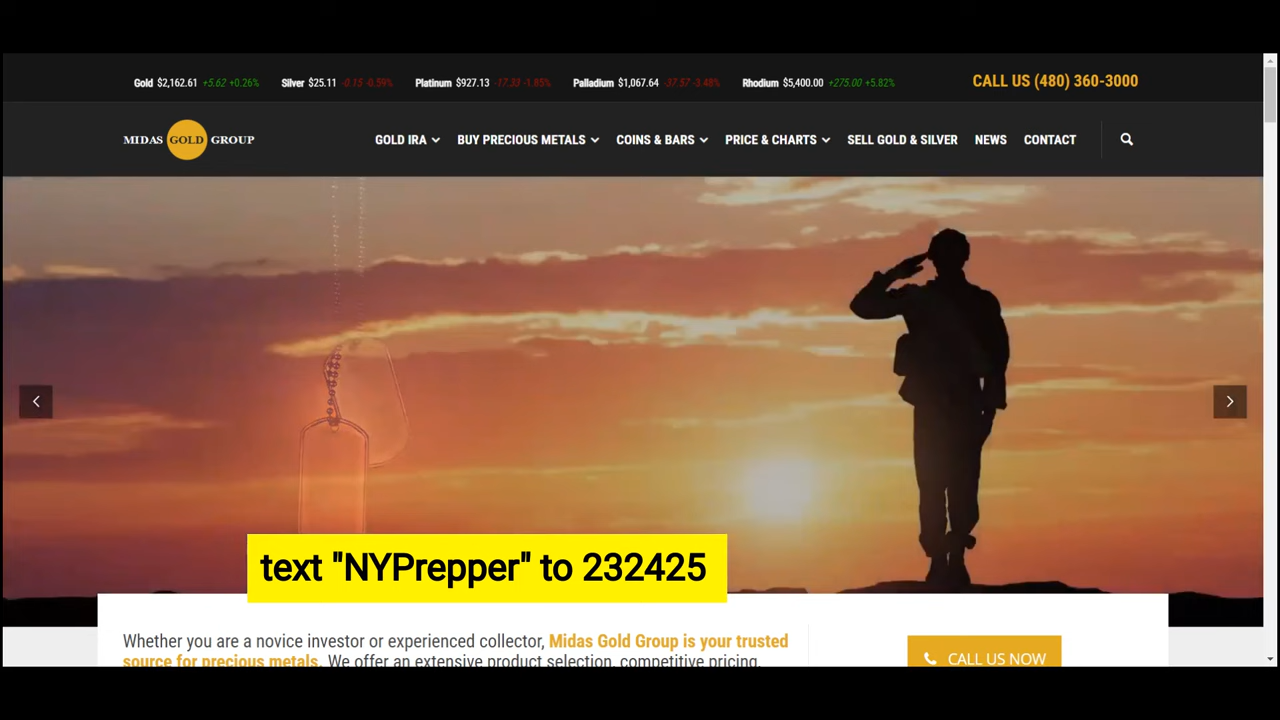 Gold $2,162.61 +5.62 +0.26% Silver $25.11 -0.15 -0.59% Platinum $927.13 -17.33 -1.85% Palladium $1,067.64 -37.57 -3.48% Rhodium $5,400.00 +275.00 +5.82% CALL US (480) 360-3000
MIDAS GOLD GROUP GOLD IRA BUY PRECIOUS METALS COINS & BARS PRICE & CHARTS SELL GOLD & SILVER NEWS CONTACT
text "NYPrepper" to 232425
Whether you are a novice investor or experienced collector, Midas Gold Group is your trusted
source for precious metals. We offer an extensive product selection, competitive pricing,
CALL US NOW